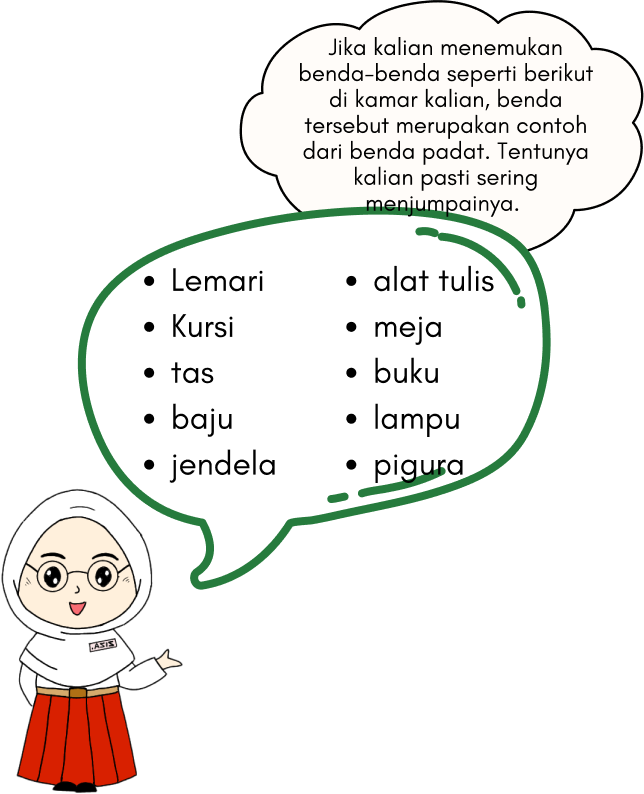 Jika kalian menemukan
benda-benda seperti berikut
di kamar kalian, benda
tersebut merupakan contoh
dari benda padat. Tentunya
kalian pasti sering
menjumpainya.
• Lemari
• Kursi
• tas
• baju
• jendela
• alat tulis
• meja
• buku
• lampu
• pigura